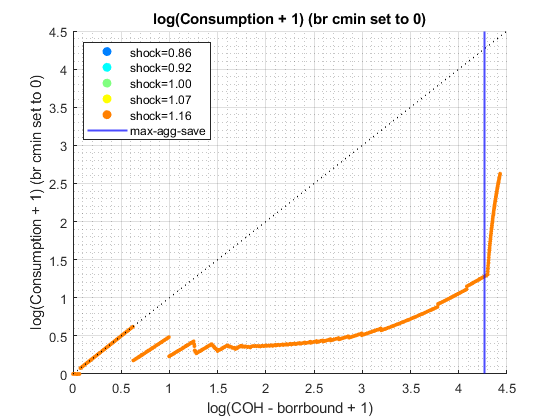 log(Consumption + 1) (br cmin set to 0)
4.5
4
3.5
3
2.5
2
1.5
1
0.5
0
log(Consumption + 1) (br cmin set to 0)
shock=0.86
shock=0.92
shock=1.00
shock=1.07
shock=1.16
max-agg-save
0 0.5 1 1.5 2 2.5 3 3.5 4 4.5
log(COH - borrbound + 1)